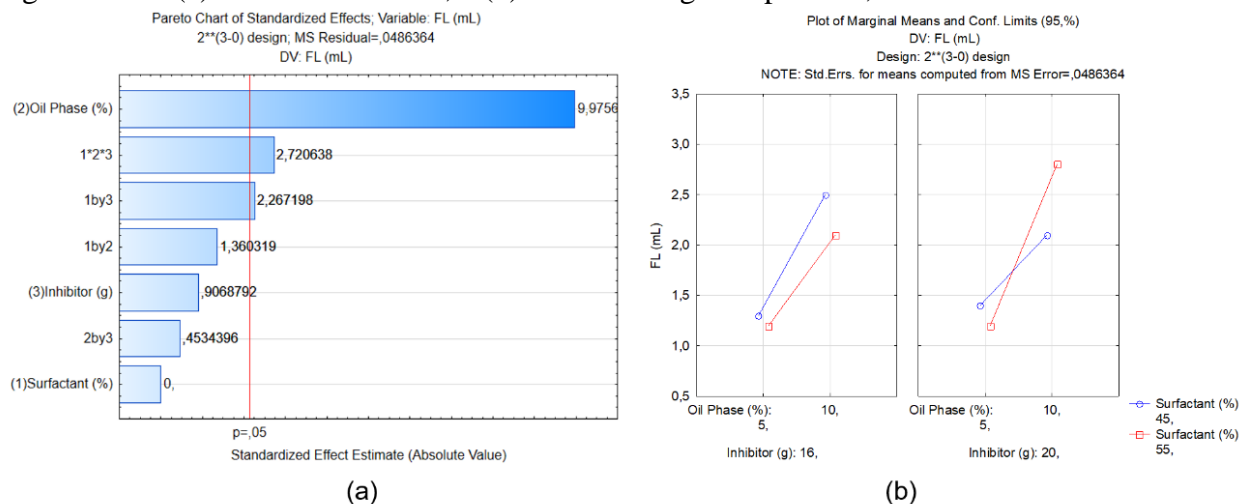 Pareto Chart of Standardized Effects; Variable: FL (mL)
2**(3-0) design; MS Residual=,0486364
DV: FL (mL)
(2)Oil Phase (%)
9,9756
1*2*3
2,720638
1by3
2,267198
1by2
1,360319
(3)Inhibitor (g)
,9068792
2by3
,4534396
(1)Surfactant (%)
0,
p=,05
Standardized Effect Estimate (Absolute Value)
(a)
Plot of Marginal Means and Conf. Limits (95,%)
DV: FL (mL)
Design: 2**(3-0) design
NOTE: Std.Errs. for means computed from MS Error=,0486364
FL (mL)
3,5
3,0
2,5
2,0
1,5
1,0
0,5
Oil Phase (%):
5,
10,
Inhibitor (g): 16,
Oil Phase (%):
5,
10,
Inhibitor (g): 20,
Surfactant (%)
45,
Surfactant (%)
55,
(b)